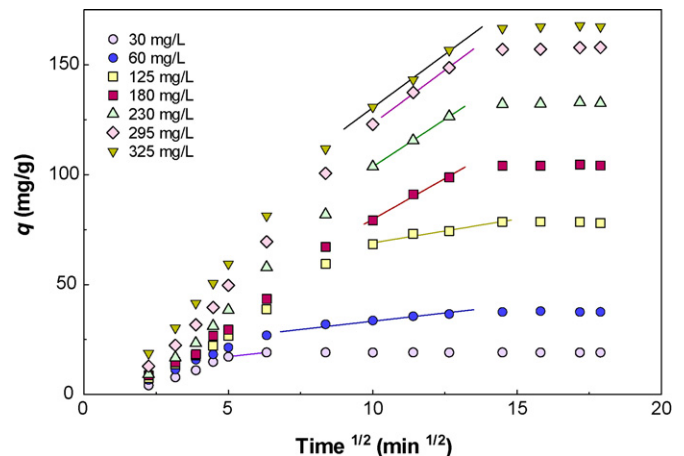 150
100
50
0
q (mg/g)
30 mg/L
60 mg/L
125 mg/L
180 mg/L
230 mg/L
295 mg/L
325 mg/L
0 5 10 15 20
Time 1/2 (min 1/2)